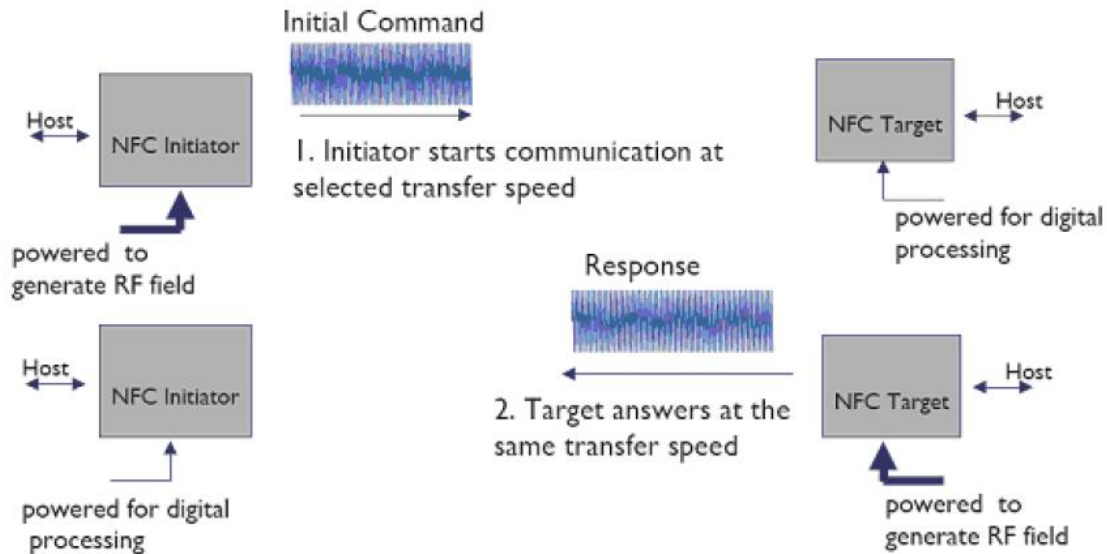 Initial Command
Host
NFC Initiator
NFC Target
Host
1. Initiator starts communication at
selected transfer speed
powered to
generate RF field
powered for digital
processing
Response
Host
NFC Initiator
NFC Target
Host
2. Target answers at the
same transfer speed
powered for digital
processing
powered to
generate RF field